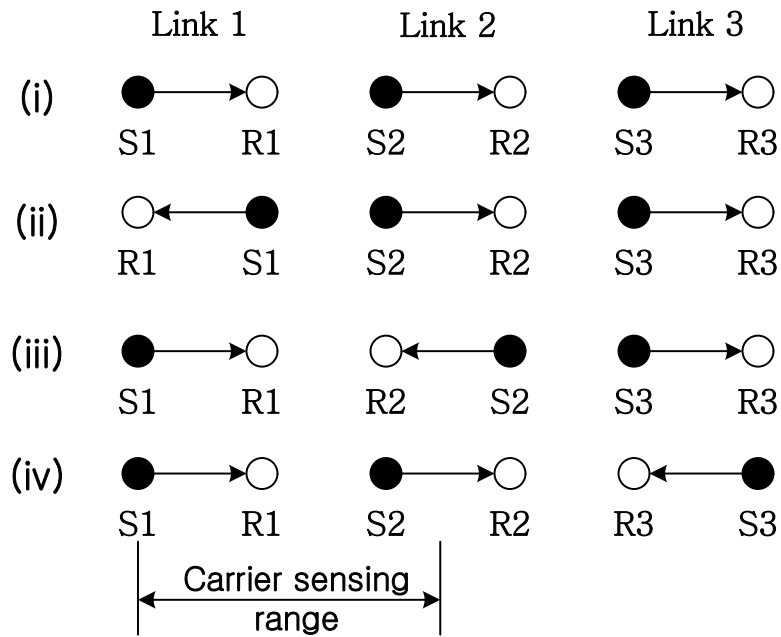 Link 1 Link 2 Link 3
(i)
S1 R1 S2 R2 S3 R3
(ii)
R1 S1 S2 R2 S3 R3
(iii)
S1 R1 R2 S2 S3 R3
(iv)
S1 R1 S2 R2 R3 S3
Carrier sensing
range